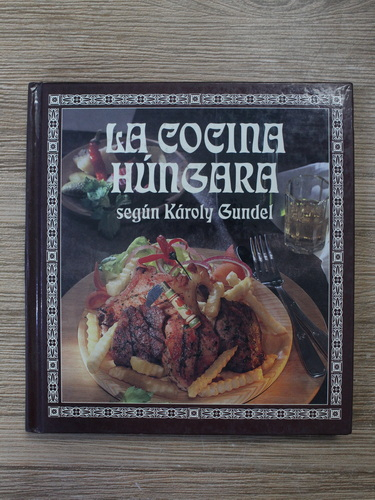 LA COCINA
HÚNGARA
según Károly Gundel